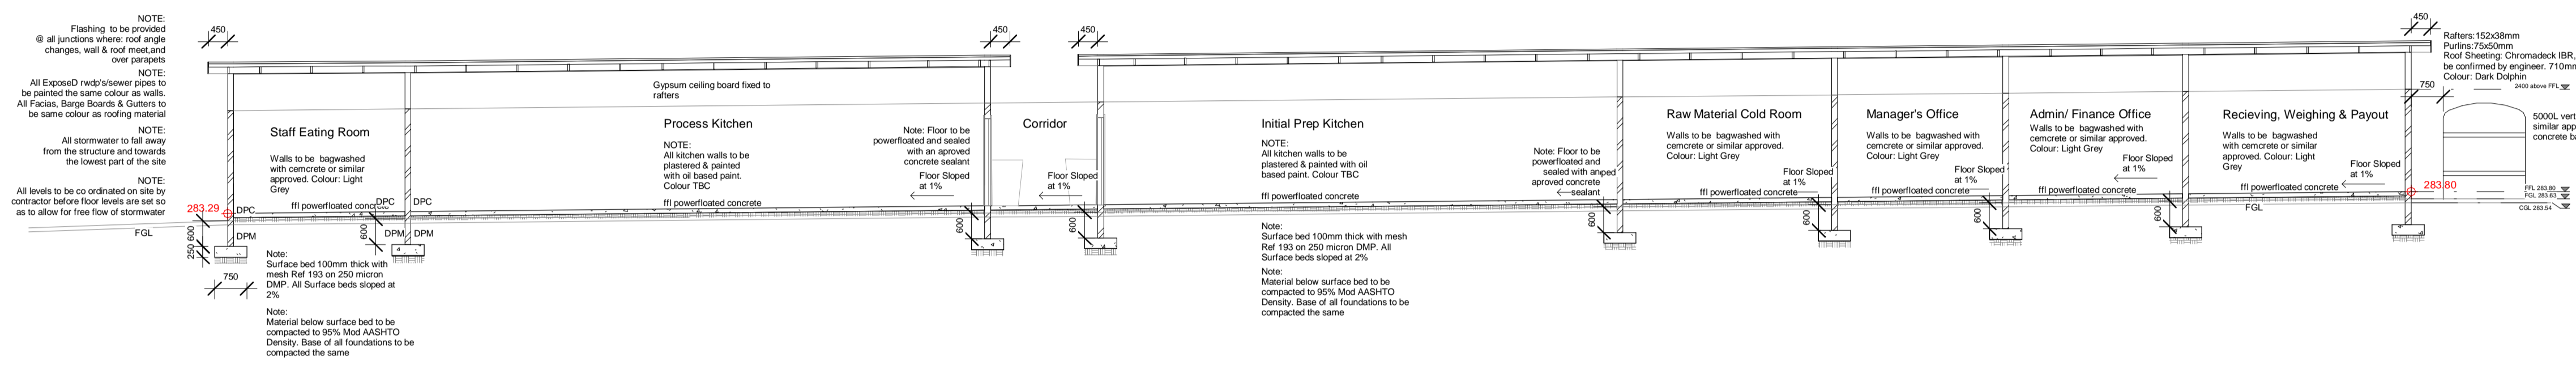 NOTE:
Flashing  to be provided
@ all junctions where: roof angle
changes, wall & roof meet,and
over parapets
NOTE:
All ExposeD rwdp's/sewer pipes to
be painted the same colour as walls.
All Facias, Barge Boards & Gutters to
be same colour as roofing material
NOTE:
All stormwater to fall away
from the structure and towards
the lowest part of the site
NOTE:
All levels to be co ordinated on site by
contractor before floor levels are set so
as to allow for free flow of stormwater
450
450
450
450
Gypsum ceiling board fixed to
rafters
Staff Eating Room
Walls to be  bagwashed
with cemcrete or similar
approved. Colour: Light
Grey
ffl powerfloated concrete
283.29
DPC
DPM
FGL
600
250
750
DPC
DPC
DPM
DPM
600
Note:
Surface bed 100mm thick with
mesh Ref 193 on 250 micron
DMP. All Surface beds sloped at
2%
Note:
Material below surface bed to be
compacted to 95% Mod AASHTO
Density. Base of all foundations to be
compacted the same
Process Kitchen
NOTE:
All kitchen walls to be
plastered & painted
with oil based paint.
Colour TBC
ffl powerfloated concrete
Note: Floor to be
powerfloated and sealed
with an aproved
concrete sealant
Floor Sloped
at 1%
600
Corridor
Floor Sloped
at 1%
600
Initial Prep Kitchen
NOTE:
All kitchen walls to be
plastered & painted with oil
based paint. Colour TBC
ffl powerfloated concrete
Note:
Surface bed 100mm thick with mesh
Ref 193 on 250 micron DMP. All
Surface beds sloped at 2%
Note:
Material below surface bed to be
compacted to 95% Mod AASHTO
Density. Base of all foundations to be
compacted the same
Note: Floor to be
powerfloated and
sealed with an
aproved concrete
sealant
600
Raw Material Cold Room
Walls to be  bagwashed with
cemcrete or similar approved.
Colour: Light Grey
Floor Sloped
at 1%
ffl powerfloated concrete
600
Manager's Office
Walls to be  bagwashed with
cemcrete or similar approved.
Colour: Light Grey
Floor Sloped
at 1%
ffl powerfloated concrete
600
Admin/ Finance Office
Walls to be  bagwashed with
cemcrete or similar approved.
Colour: Light Grey
Floor Sloped
at 1%
ffl powerfloated concrete
600
Recieving, Weighing & Payout
Walls to be  bagwashed
with cemcrete or similar
approved. Colour: Light
Grey
Floor Sloped
at 1%
ffl powerfloated concrete
FGL
283.80
Rafters:152x38mm
Purlins:75x50mm
Roof Sheeting: Chromadeck IBR,
be confirmed by engineer. 710mm
Colour: Dark Dolphin
2400 above FFL
750
5000L vert
similar app
concrete ba
FFL 283.80
FGL 283.63
CGL 283.54